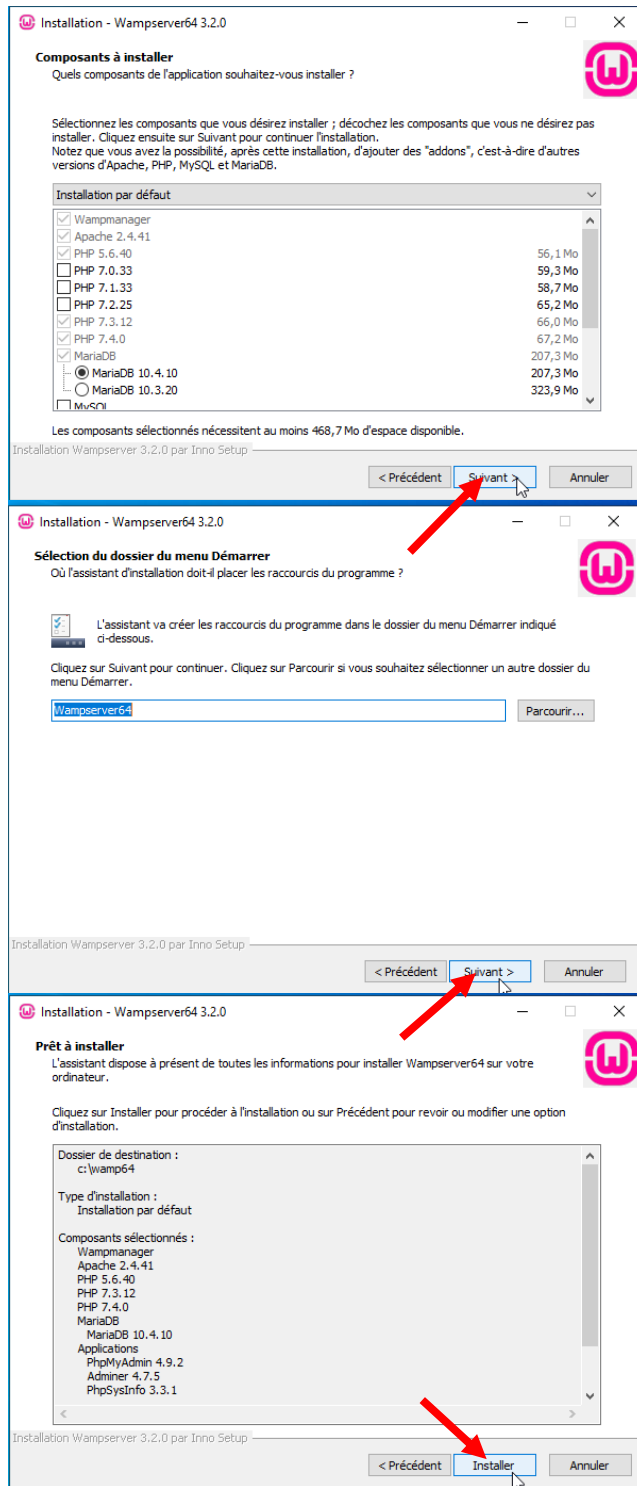 Installation - Wampserver64 3.2.0
Composants à installer
Quels composants de l'application souhaitez-vous installer ?
Sélectionnez les composants que vous désirez installer ; décochez les composants que vous ne désirez pas
installer. Cliquez ensuite sur Suivant pour continuer l'installation.
Notez que vous avez la possibilité, après cette installation, d'ajouter des "addons", c'est-à-dire d'autres
versions d'Apache, PHP, MySQL et MariaDB.
Installation par défaut
Wampmanager
Apache 2.4.41
PHP 5.6.40 56,1 Mo
PHP 7.0.33 59,3 Mo
PHP 7.1.33 58,7 Mo
PHP 7.2.25 65,2 Mo
PHP 7.3.12 66,0 Mo
PHP 7.4.0 67,2 Mo
MariaDB 207,3 Mo
MariaDB 10.4.10 207,3 Mo
MariaDB 10.3.20 323,9 Mo
MySQL
Les composants sélectionnés nécessitent au moins 468,7 Mo d'espace disponible.
Installation Wampserver 3.2.0 par Inno Setup
< Précédent Suivant > Annuler
Installation - Wampserver64 3.2.0
Sélection du dossier du menu Démarrer
Où l'assistant d'installation doit-il placer les raccourcis du programme ?
L'assistant va créer les raccourcis du programme dans le dossier du menu Démarrer indiqué
ci-dessous.
Cliquez sur Suivant pour continuer. Cliquez sur Parcourir si vous souhaitez sélectionner un autre dossier du
menu Démarrer.
Wampserver64 Parcourir...
Installation Wampserver 3.2.0 par Inno Setup
< Précédent Suivant > Annuler
Installation - Wampserver64 3.2.0
Prêt à installer
L'assistant dispose à présent de toutes les informations pour installer Wampserver64 sur votre
ordinateur.
Cliquez sur Installer pour procéder à l'installation ou sur Précédent pour revoir ou modifier une option
d'installation.
Dossier de destination :
c:\wamp64
Type d'installation :
Installation par défaut
Composants sélectionnés :
Wampmanager
Apache 2.4.41
PHP 5.6.40
PHP 7.3.12
PHP 7.4.0
MariaDB
MariaDB 10.4.10
Applications
PhpMyAdmin 4.9.2
Adminer 4.7.5
PhpSysInfo 3.3.1
Installation Wampserver 3.2.0 par Inno Setup
< Précédent Installer Annuler